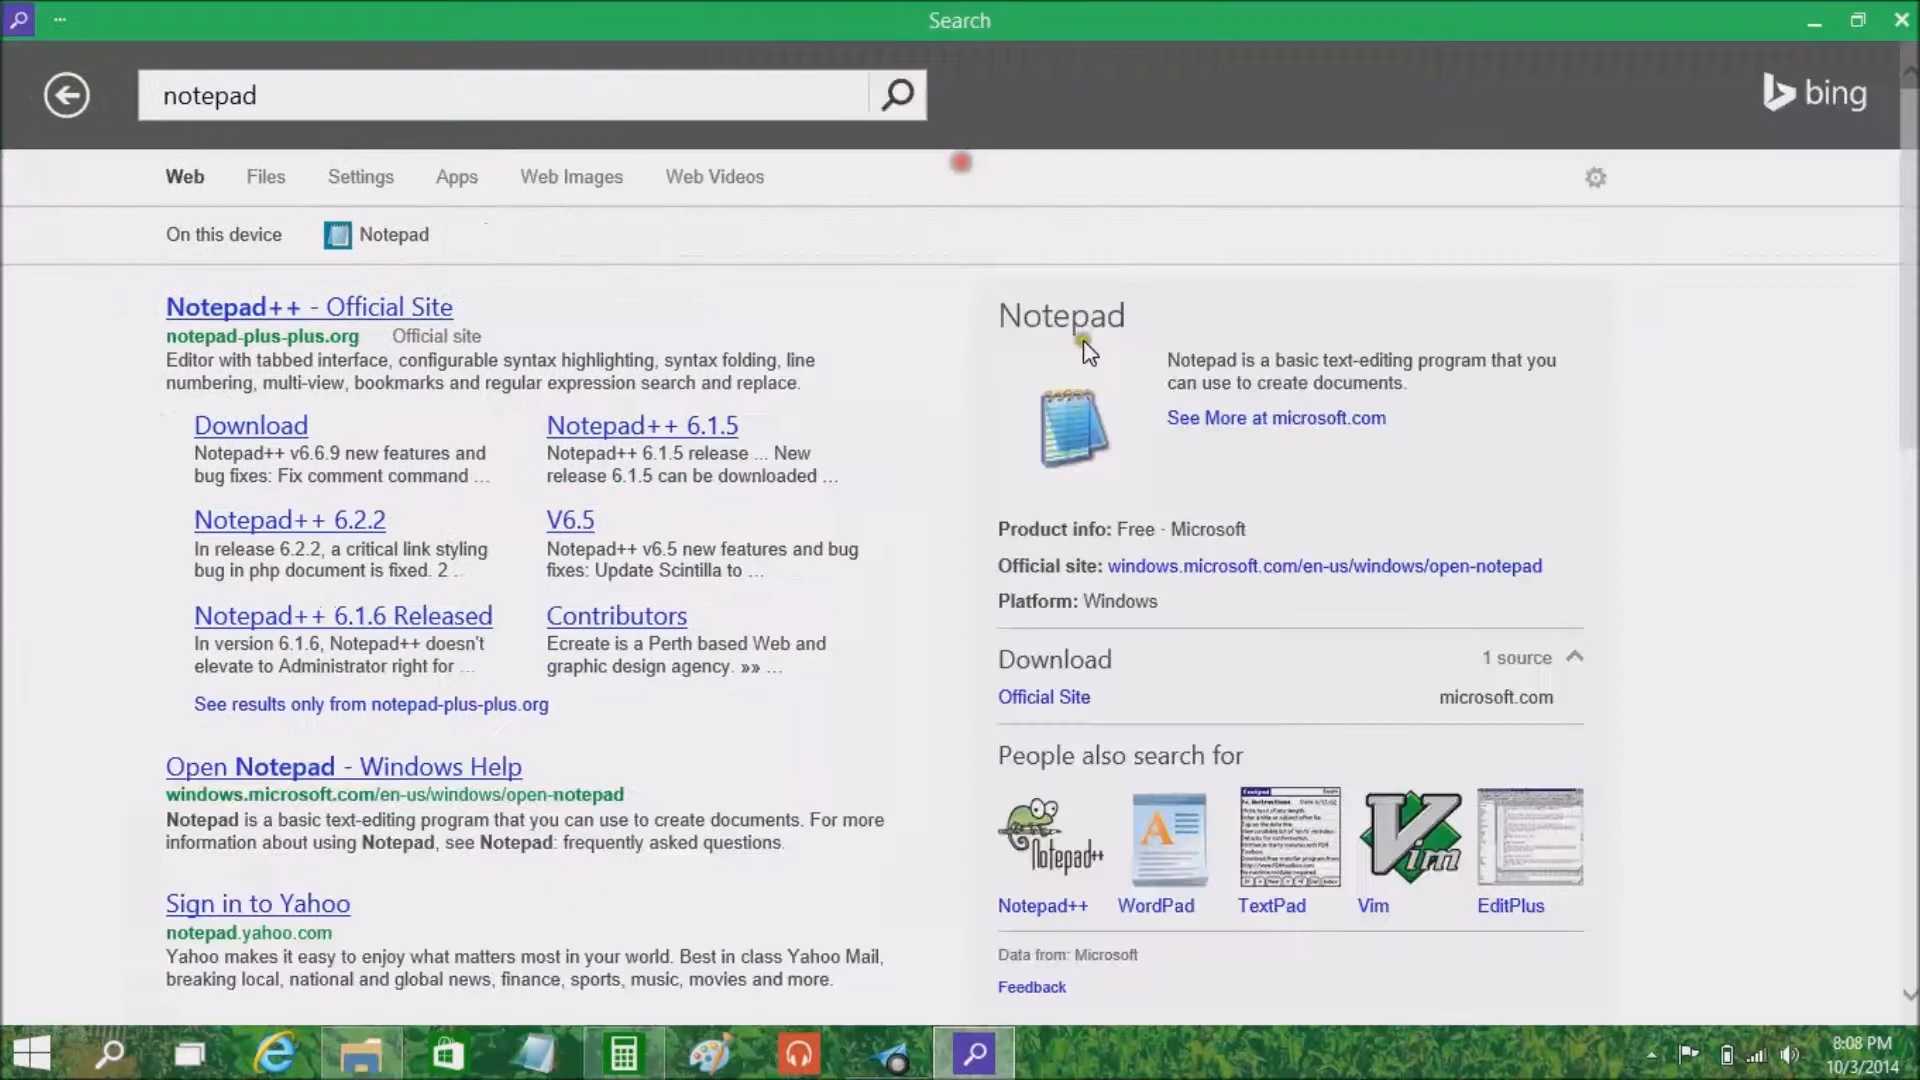 Search
notepad
bing
Web Files Settings Apps Web Images Web Videos
On this device Notepad
Notepad++ - Official Site
notepad-plus-plus.org Official site
Editor with tabbed interface, configurable syntax highlighting, syntax folding, line
numbering, multi-view, bookmarks and regular expression search and replace.
Download
Notepad++ v6.6.9 new features and
bug fixes: Fix comment command ...
Notepad++ 6.1.5
Notepad++ 6.1.5 release ... New
release 6.1.5 can be downloaded ...
Notepad++ 6.2.2
In release 6.2.2, a critical link styling
bug in php document is fixed. 2 ..
V6.5
Notepad++ v6.5 new features and bug
fixes: Update Scintilla to ...
Notepad++ 6.1.6 Released
In version 6.1.6, Notepad++ doesn't
elevate to Administrator right for ...
Contributors
Ecreate is a Perth based Web and
graphic design agency. »» ...
See results only from notepad-plus-plus.org
Open Notepad - Windows Help
windows.microsoft.com/en-us/windows/open-notepad
Notepad is a basic text-editing program that you can use to create documents. For more
information about using Notepad, see Notepad: frequently asked questions.
Sign in to Yahoo
notepad.yahoo.com
Yahoo makes it easy to enjoy what matters most in your world. Best in class Yahoo Mail,
breaking local, national and global news, finance, sports, music, movies and more.
Notepad
Notepad is a basic text-editing program that you
can use to create documents.
See More at microsoft.com
Product info: Free · Microsoft
Official site: windows.microsoft.com/en-us/windows/open-notepad
Platform: Windows
Download 1 source
Official Site microsoft.com
People also search for
Notepad++
Vim
Notepad++ WordPad TextPad Vim EditPlus
Data from: Microsoft
Feedback
8:08 PM
10/3/2014